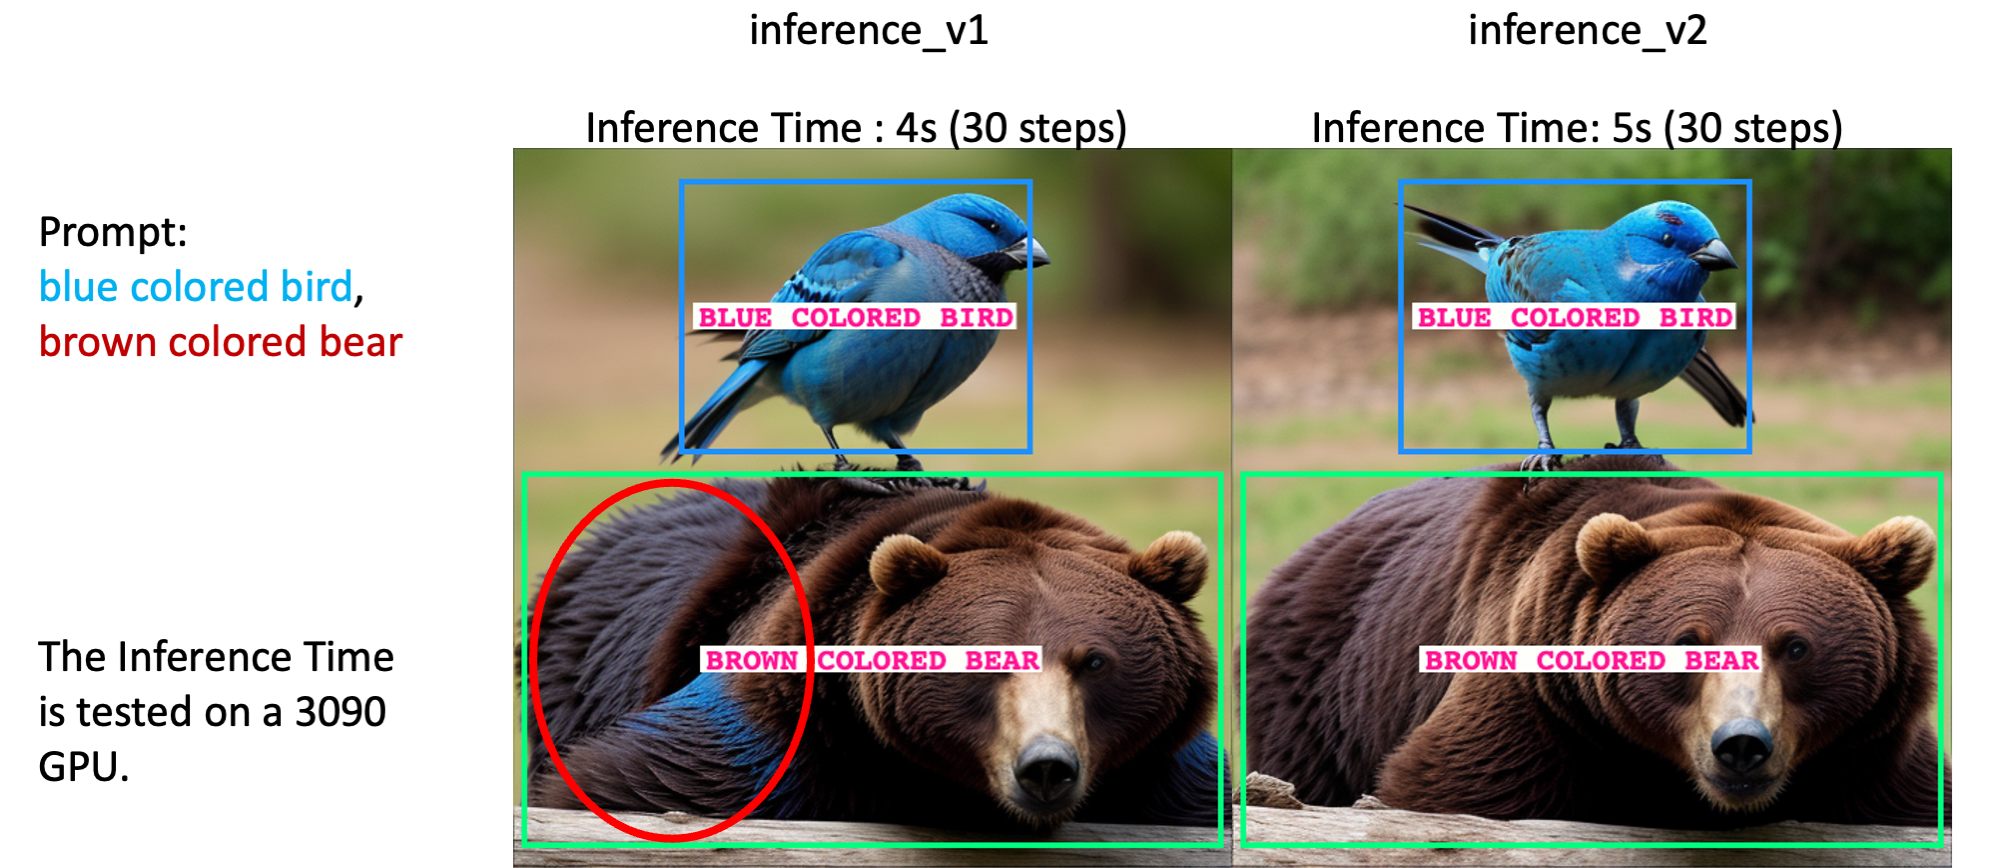 inference_v1
inference_v2
Inference Time : 4s (30 steps)
Inference Time: 5s (30 steps)
Prompt:
blue colored bird,
brown colored bear
BLUE COLORED BIRD
BLUE COLORED BIRD
BROWN COLORED BEAR
BROWN COLORED BEAR
The Inference Time
is tested on a 3090
GPU.